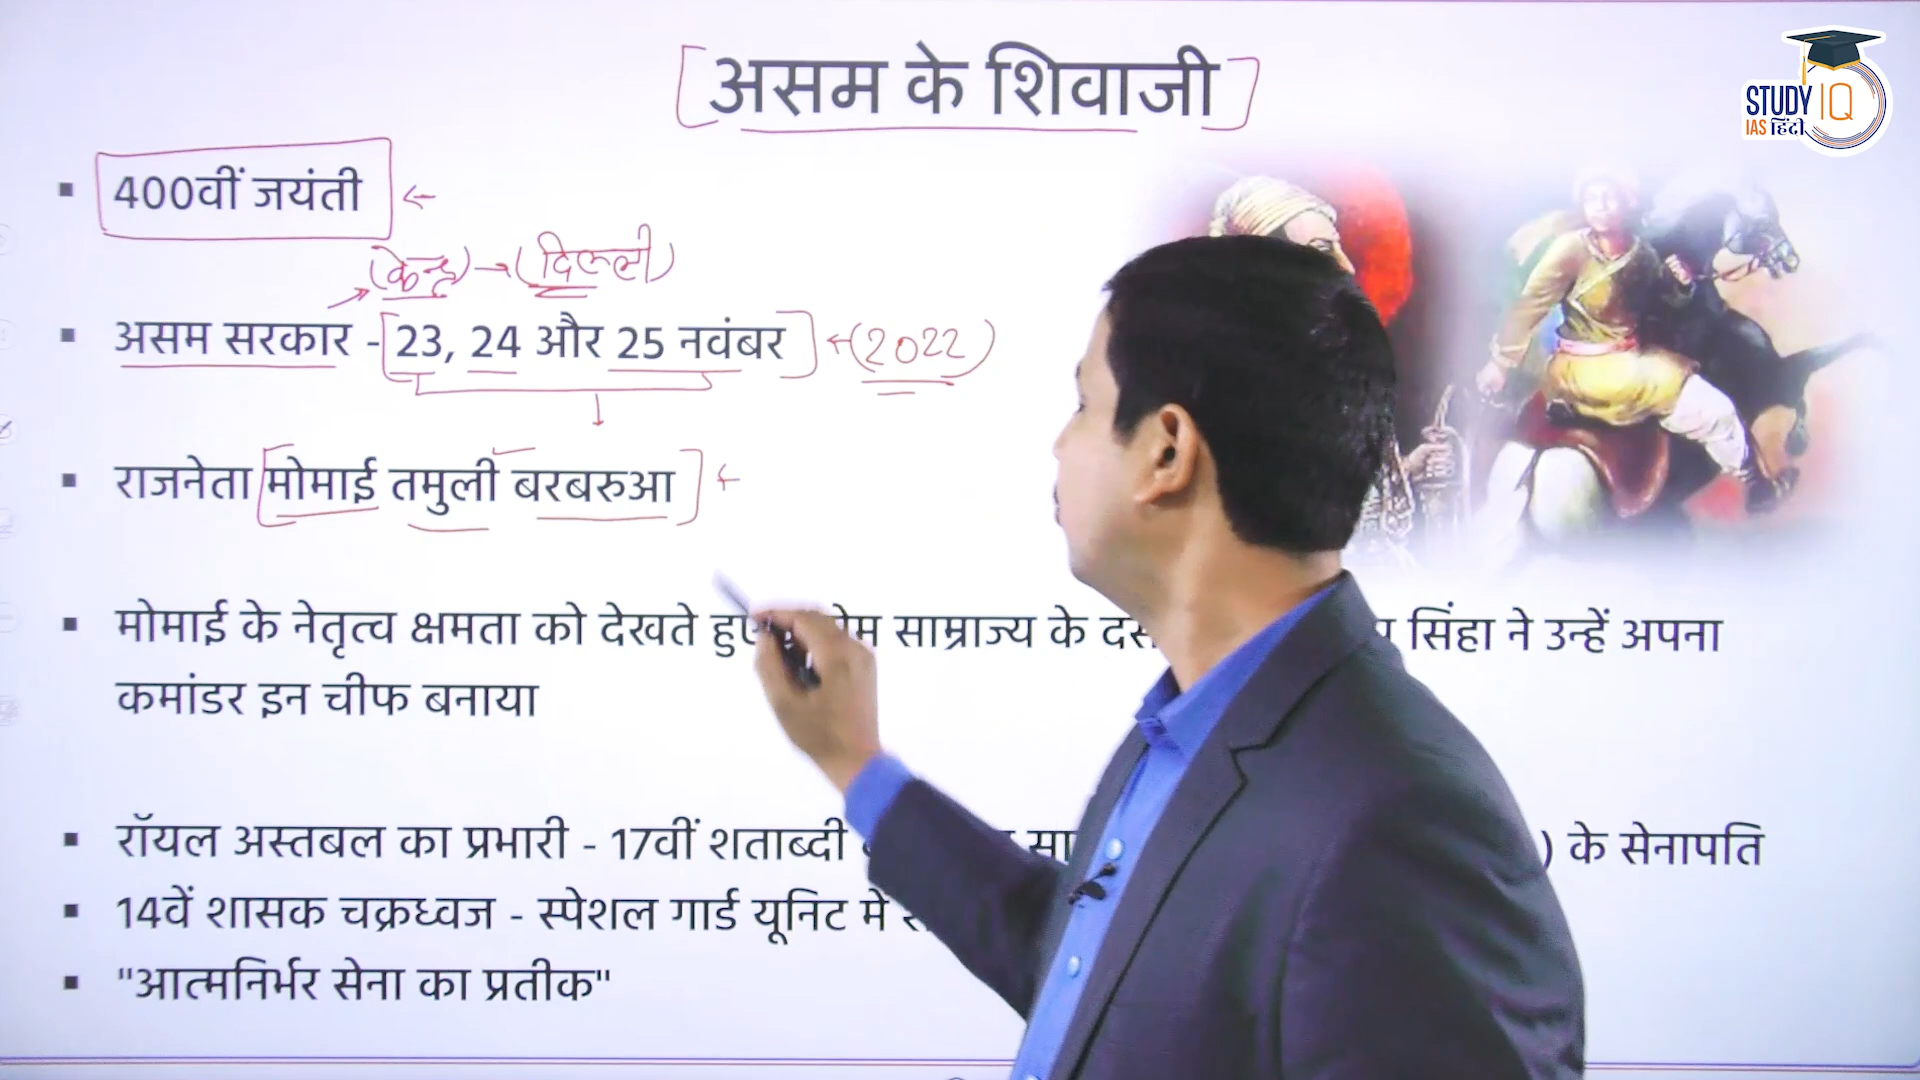 असम के शिवाजी
STUDY IQ
IAS हिंदी
400वीं जयंती
(केन्द्र) → (दिल्ली)
असम सरकार - 23, 24 और 25 नवंबर (2022)
राजनेता मोमाई तमुली बरबरुआ
मोमाई के नेतृत्व क्षमता को देखते हुए साम्राज्य के सिंहा ने उन्हें अपना
कमांडर इन चीफ बनाया
रॉयल अस्तबल का प्रभारी - 17वीं शताब्दी ) के सेनापति
14वें शासक चक्रध्वज - स्पेशल गार्ड यूनिट में
"आत्मनिर्भर सेना का प्रतीक"